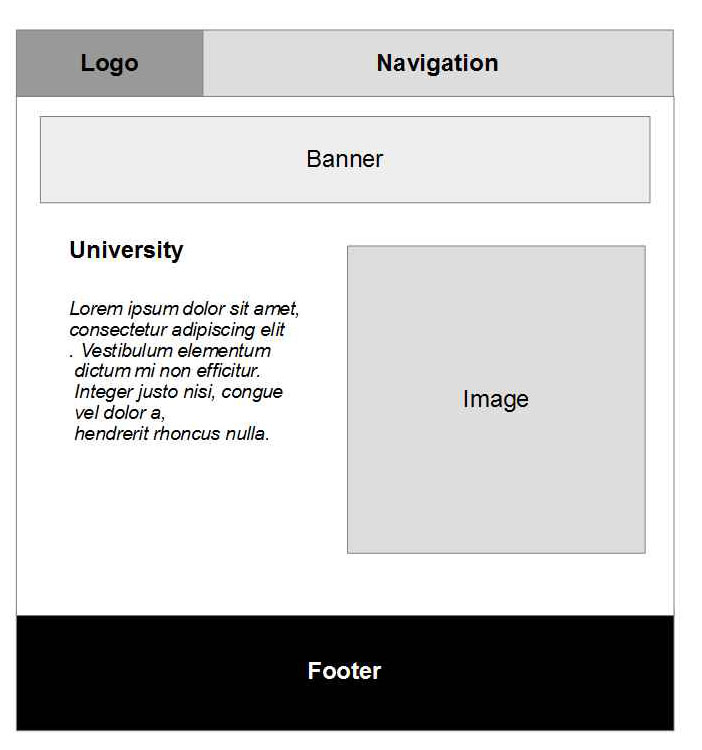 Logo
Navigation
Banner
University
Lorem ipsum dolor sit amet,
consectetur adipiscing elit
. Vestibulum elementum
dictum mi non efficitur.
Integer justo nisi, congue
vel dolor a,
hendrerit rhoncus nulla.
Image
Footer